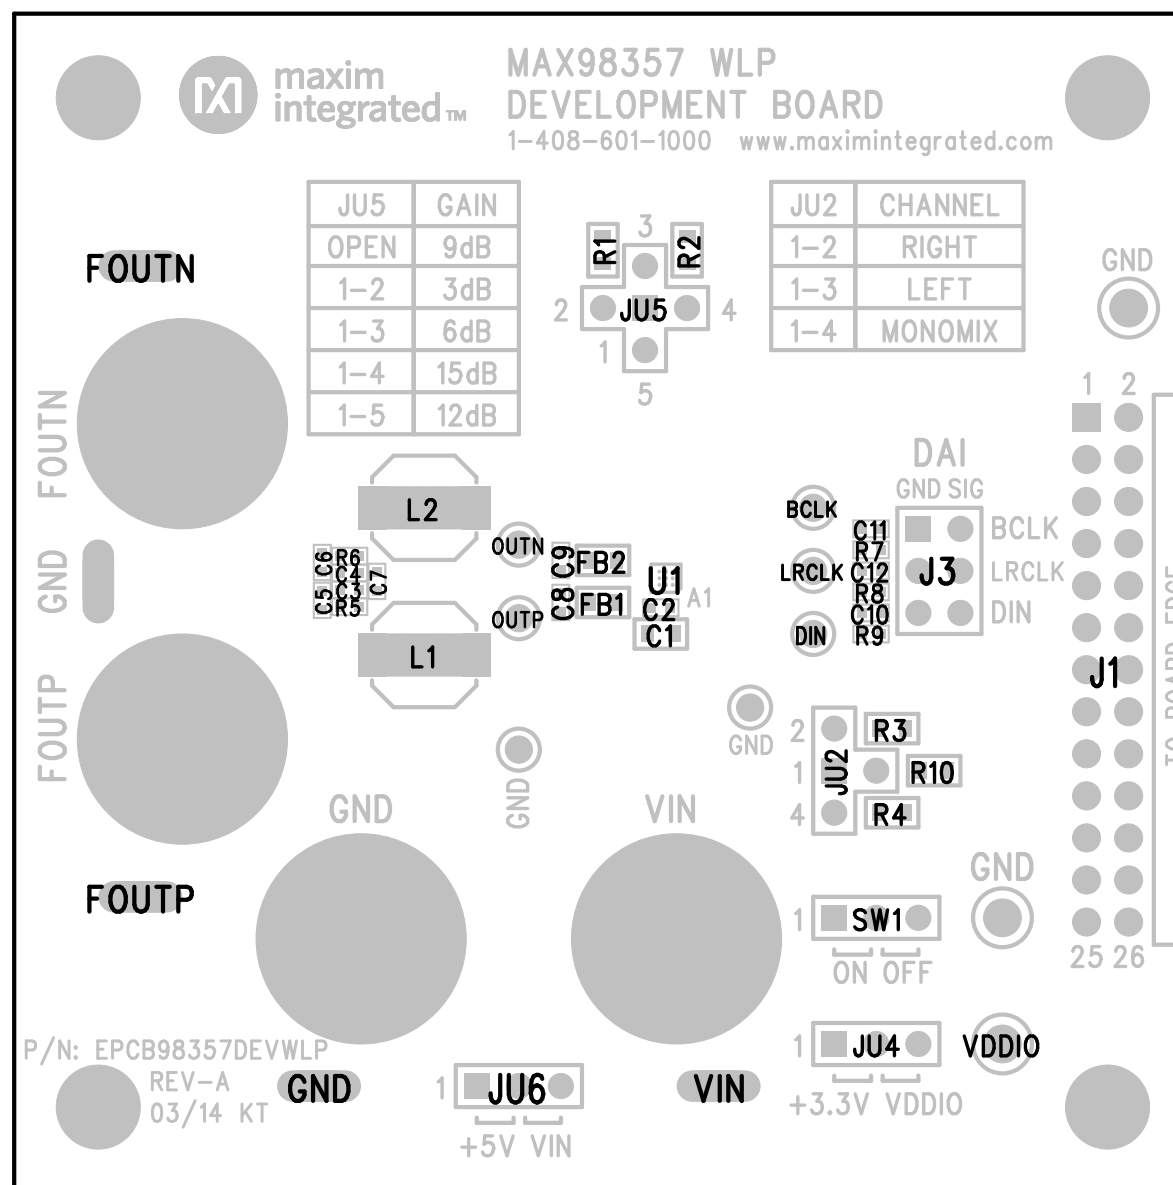 maxim
integrated™
MAX98357 WLP
DEVELOPMENT BOARD
1-408-601-1000 www.maximintegrated.com
JU5 GAIN
OPEN 9dB
1-2 3dB
1-3 6dB
1-4 15dB
1-5 12dB
R1 3 R2
2 JU5 4
1
5
JU2 CHANNEL
1-2 RIGHT
1-3 LEFT
1-4 MONOMIX
GND
FOUTN
FOUTN
1 2
DAI
GND SIG
L2
BCLK
C11
BCLK
OUTN
C9
FB2
U1
R7
C6
R6
C4
C7
LRCLK
C12
J3
LRCLK
GND
C5
C3
R5
C8
FB1
C2
A1
R8
OUTP
C1
DIN
C10
R9
DIN
L1
J1
TO BOARD EDGE
FOUTP
GND
GND
2
R3
1
JU2
R10
4
R4
GND
VIN
FOUTP
GND
1 SW1
ON OFF
25 26
P/N: EPCB98357DEVWLP
REV-A
03/14 KT
1 JU4
VDDIO
+3.3V VDDIO
GND
1 JU6
+5V VIN
VIN